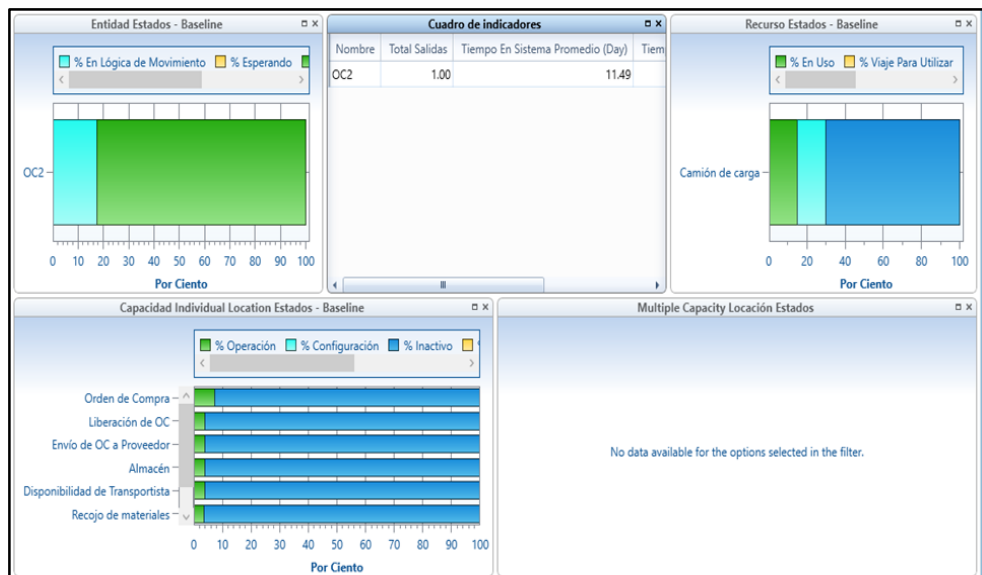 Entidad Estados - Baseline
% En Lógica de Movimiento % Esperando
OC2
0 10 20 30 40 50 60 70 80 90 100
Por Ciento
Cuadro de indicadores
Nombre Total Salidas Tiempo En Sistema Promedio (Day) Tiem
OC2 1.00 11.49
Recurso Estados - Baseline
% En Uso % Viaje Para Utilizar
Camión de carga
0 20 40 60 80 100
Por Ciento
Capacidad Individual Location Estados - Baseline
% Operación % Configuración % Inactivo
Orden de Compra
Liberación de OC
Envío de OC a Proveedor
Almacén
Disponibilidad de Transportista
Recojo de materiales
0 10 20 30 40 50 60 70 80 90 100
Por Ciento
Multiple Capacity Locación Estados
No data available for the options selected in the filter.